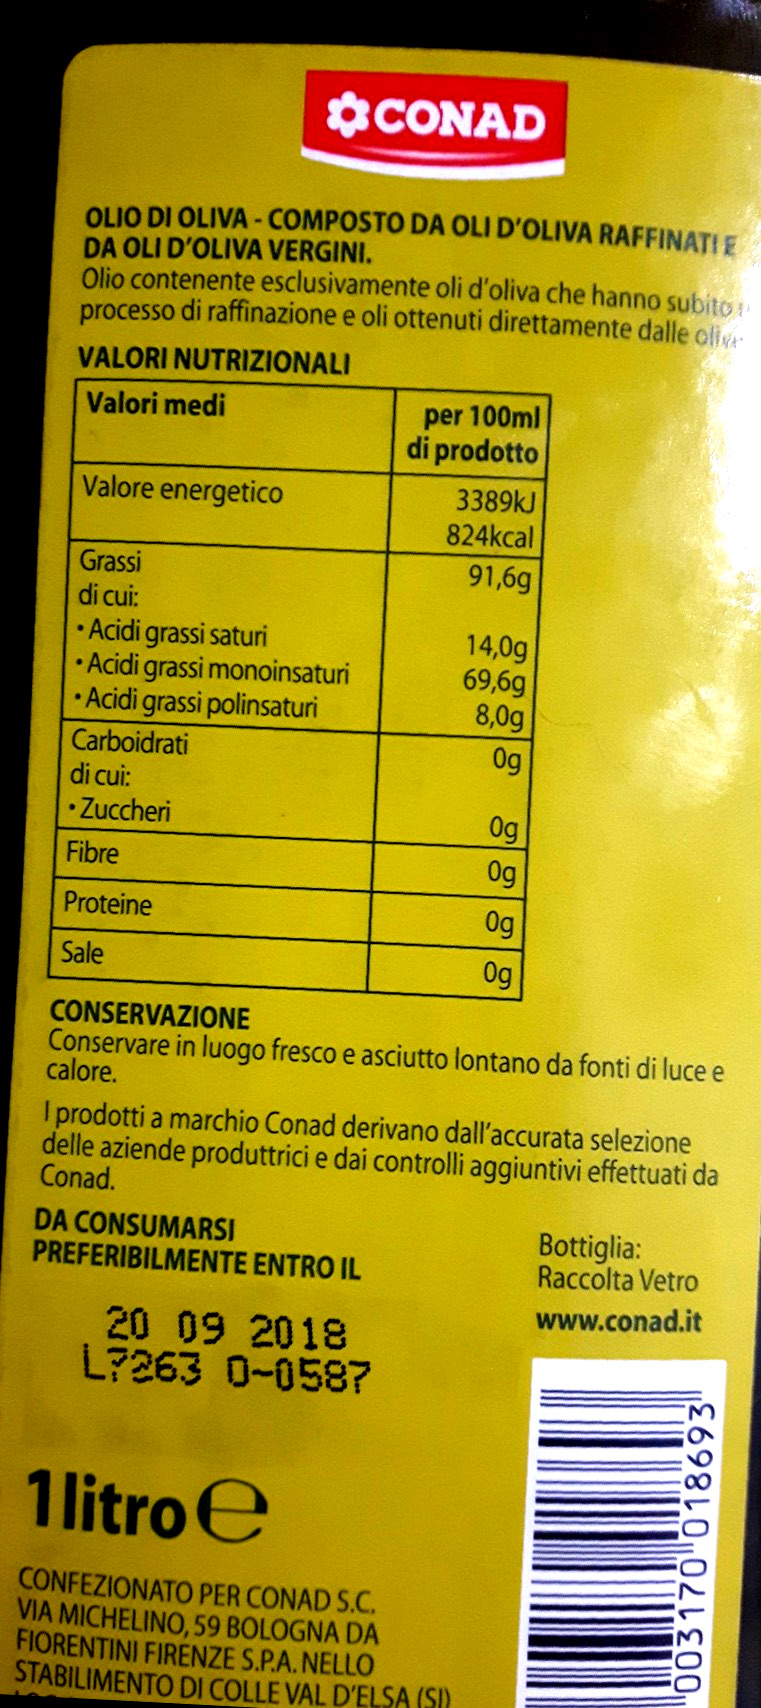 CONAD
OLIO DI OLIVA - COMPOSTO DA OLI D'OLIVA RAFFINATI E
DA OLI D'OLIVA VERGINI.
Olio contenente esclusivamente oli d'oliva che hanno subito
processo di raffinazione e oli ottenuti direttamente dalle
VALORI NUTRIZIONALI
Valori medi per 100ml
di prodotto
Valore energetico 3389kJ
824kcal
Grassi 91,6g
di cui:
• Acidi grassi saturi 14,0g
• Acidi grassi monoinsaturi 69,6g
• Acidi grassi polinsaturi 8,0g
Carboidrati 0g
di cui:
• Zuccheri 0g
Fibre 0g
Proteine 0g
Sale 0g
CONSERVAZIONE
Conservare in luogo fresco e asciutto lontano da fonti di luce e
calore.
I prodotti a marchio Conad derivano dall'accurata selezione
delle aziende produttrici e dai controlli aggiuntivi effettuati da
Conad.
DA CONSUMARSI
PREFERIBILMENTE ENTRO IL
20 09 2018
L7263 0-0587
Bottiglia:
Raccolta Vetro
www.conad.it
003170 018693
1 litro e
CONFEZIONATO PER CONAD S.C.
VIA MICHELINO, 59 BOLOGNA DA
FIORENTINI FIRENZE S.P.A. NELLO
STABILIMENTO DI COLLE VAL D'ELSA (SI)